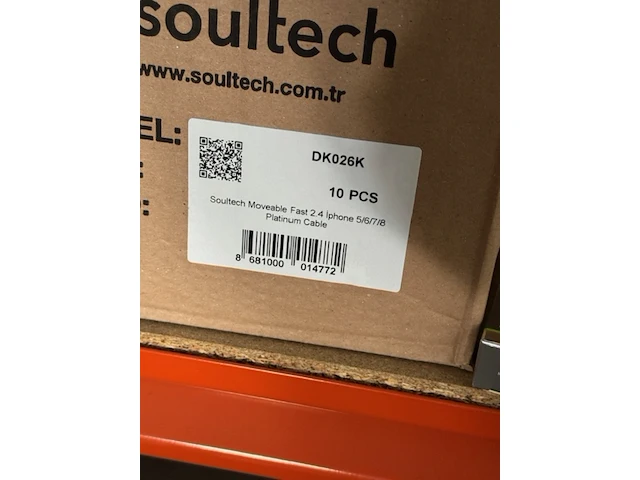 soultech
www.soultech.com.tr
EL:
DK026K
10 PCS
Soultech Moveable Fast 2.4 İphone 5/6/7/8
Platinum Cable
8 681000 014772